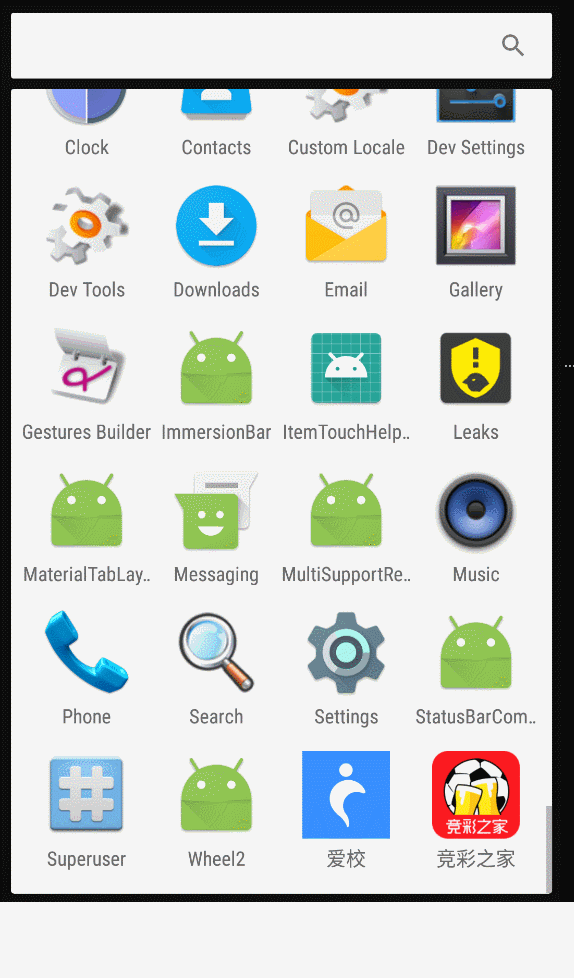 Clock
Contacts
Custom Locale
Dev Settings
Dev Tools
Downloads
Email
Gallery
Gestures Builder
ImmersionBar
ItemTouchHelp..
Leaks
MaterialTabLay..
Messaging
MultiSupportRe..
Music
Phone
Search
Settings
StatusBarCom..
竞彩之家
Superuser
Wheel2
爱校
竞彩之家